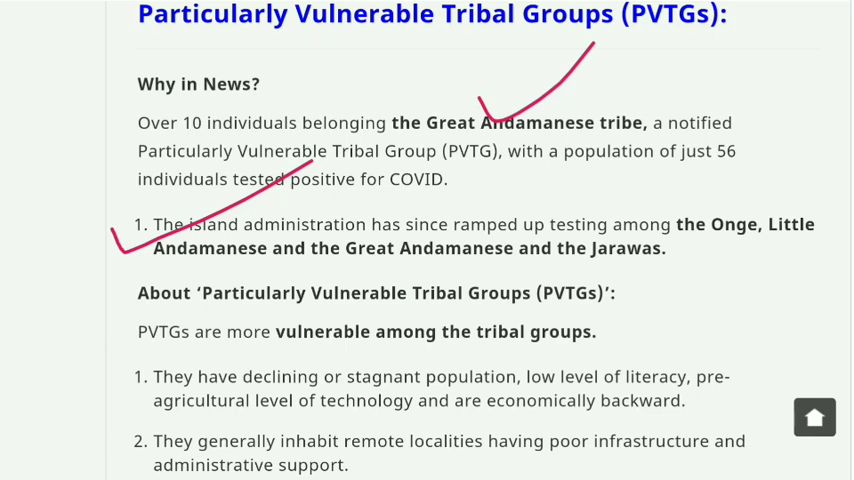 Particularly Vulnerable Tribal Groups (PVTGs):
Why in News?
Over 10 individuals belonging the Great Andamanese tribe, a notified
Particularly Vulnerable Tribal Group (PVTG), with a population of just 56
individuals tested positive for COVID.
1. The island administration has since ramped up testing among the Onge, Little
Andamanese and the Great Andamanese and the Jarawas.
About ‘Particularly Vulnerable Tribal Groups (PVTGs)’:
PVTGs are more vulnerable among the tribal groups.
1. They have declining or stagnant population, low level of literacy, pre-
agricultural level of technology and are economically backward.
2. They generally inhabit remote localities having poor infrastructure and
administrative support.